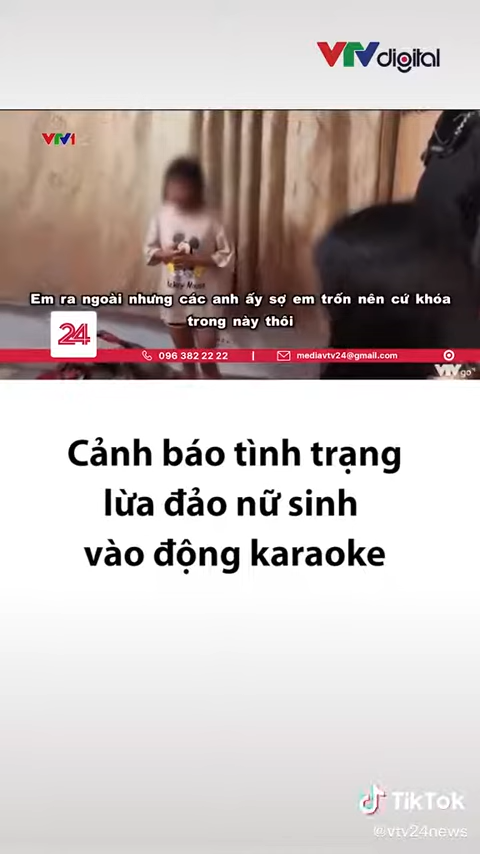 VTV digital
VTV1
Em ra ngoài nhưng các anh ấy sợ em trốn nên cứ khóa
trong này thôi
24
096 382 22 22 | mediavtv24@gmail.com
VTVgo
Cảnh báo tình trạng
lừa đảo nữ sinh
vào động karaoke
TikTok
@vtv24news